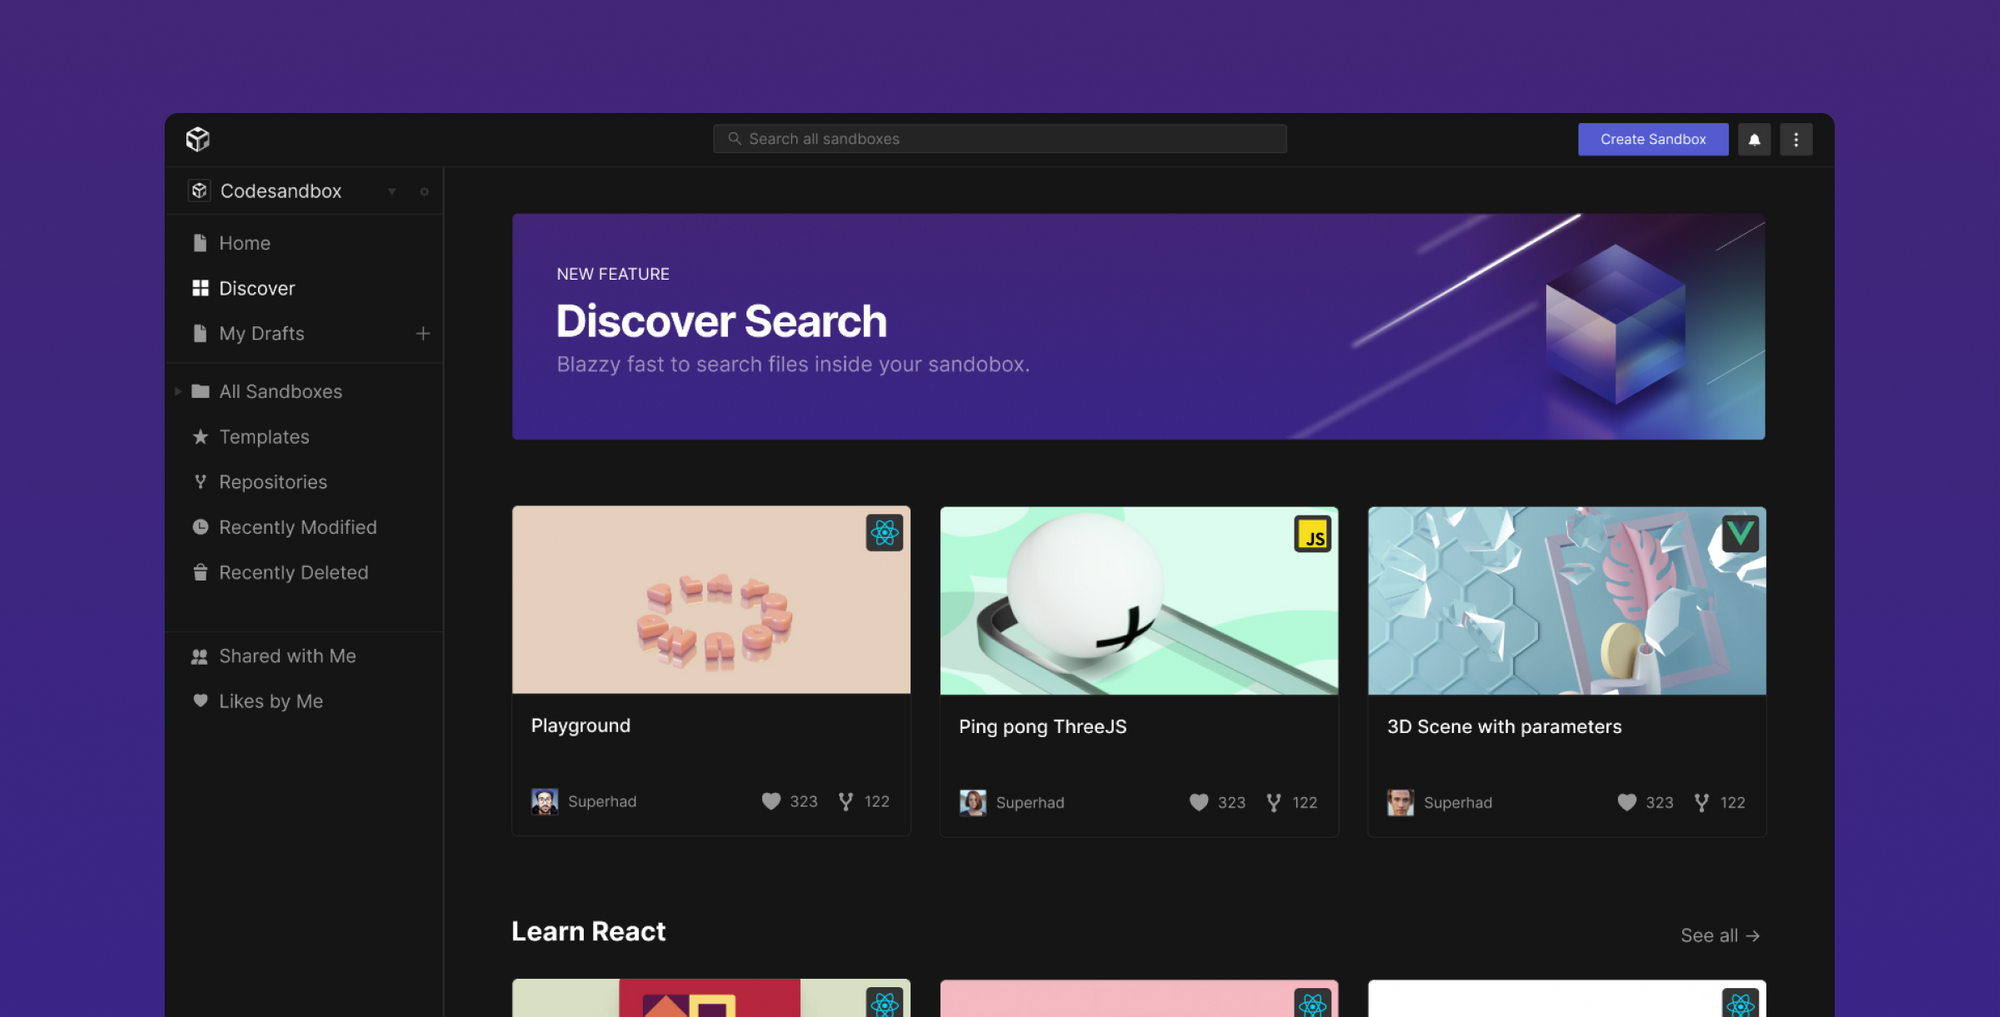 Search all sandboxes
Create Sandbox
Codesandbox
Home
Discover
My Drafts
All Sandboxes
Templates
Repositories
Recently Modified
Recently Deleted
Shared with Me
Likes by Me
NEW FEATURE
Discover Search
Blazzy fast to search files inside your sandobox.
PLAYGROUND
JS
Playground
Superhad
323
122
Ping pong ThreeJS
Superhad
323
122
3D Scene with parameters
Superhad
323
122
Learn React
See all →